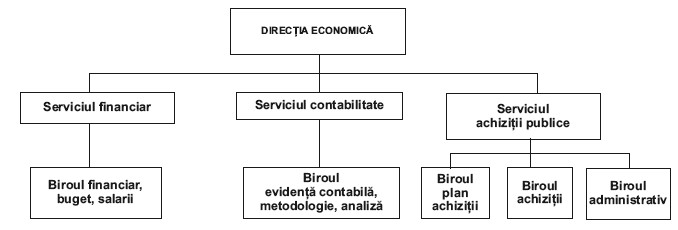 DIRECȚIA ECONOMICĂ
Serviciul financiar
Serviciul contabilitate
Serviciul
achiziții publice
Biroul financiar,
buget, salarii
Biroul
evidență contabilă,
metodologie, analiză
Biroul
plan
achiziții
Biroul
achiziții
Biroul
administrativ